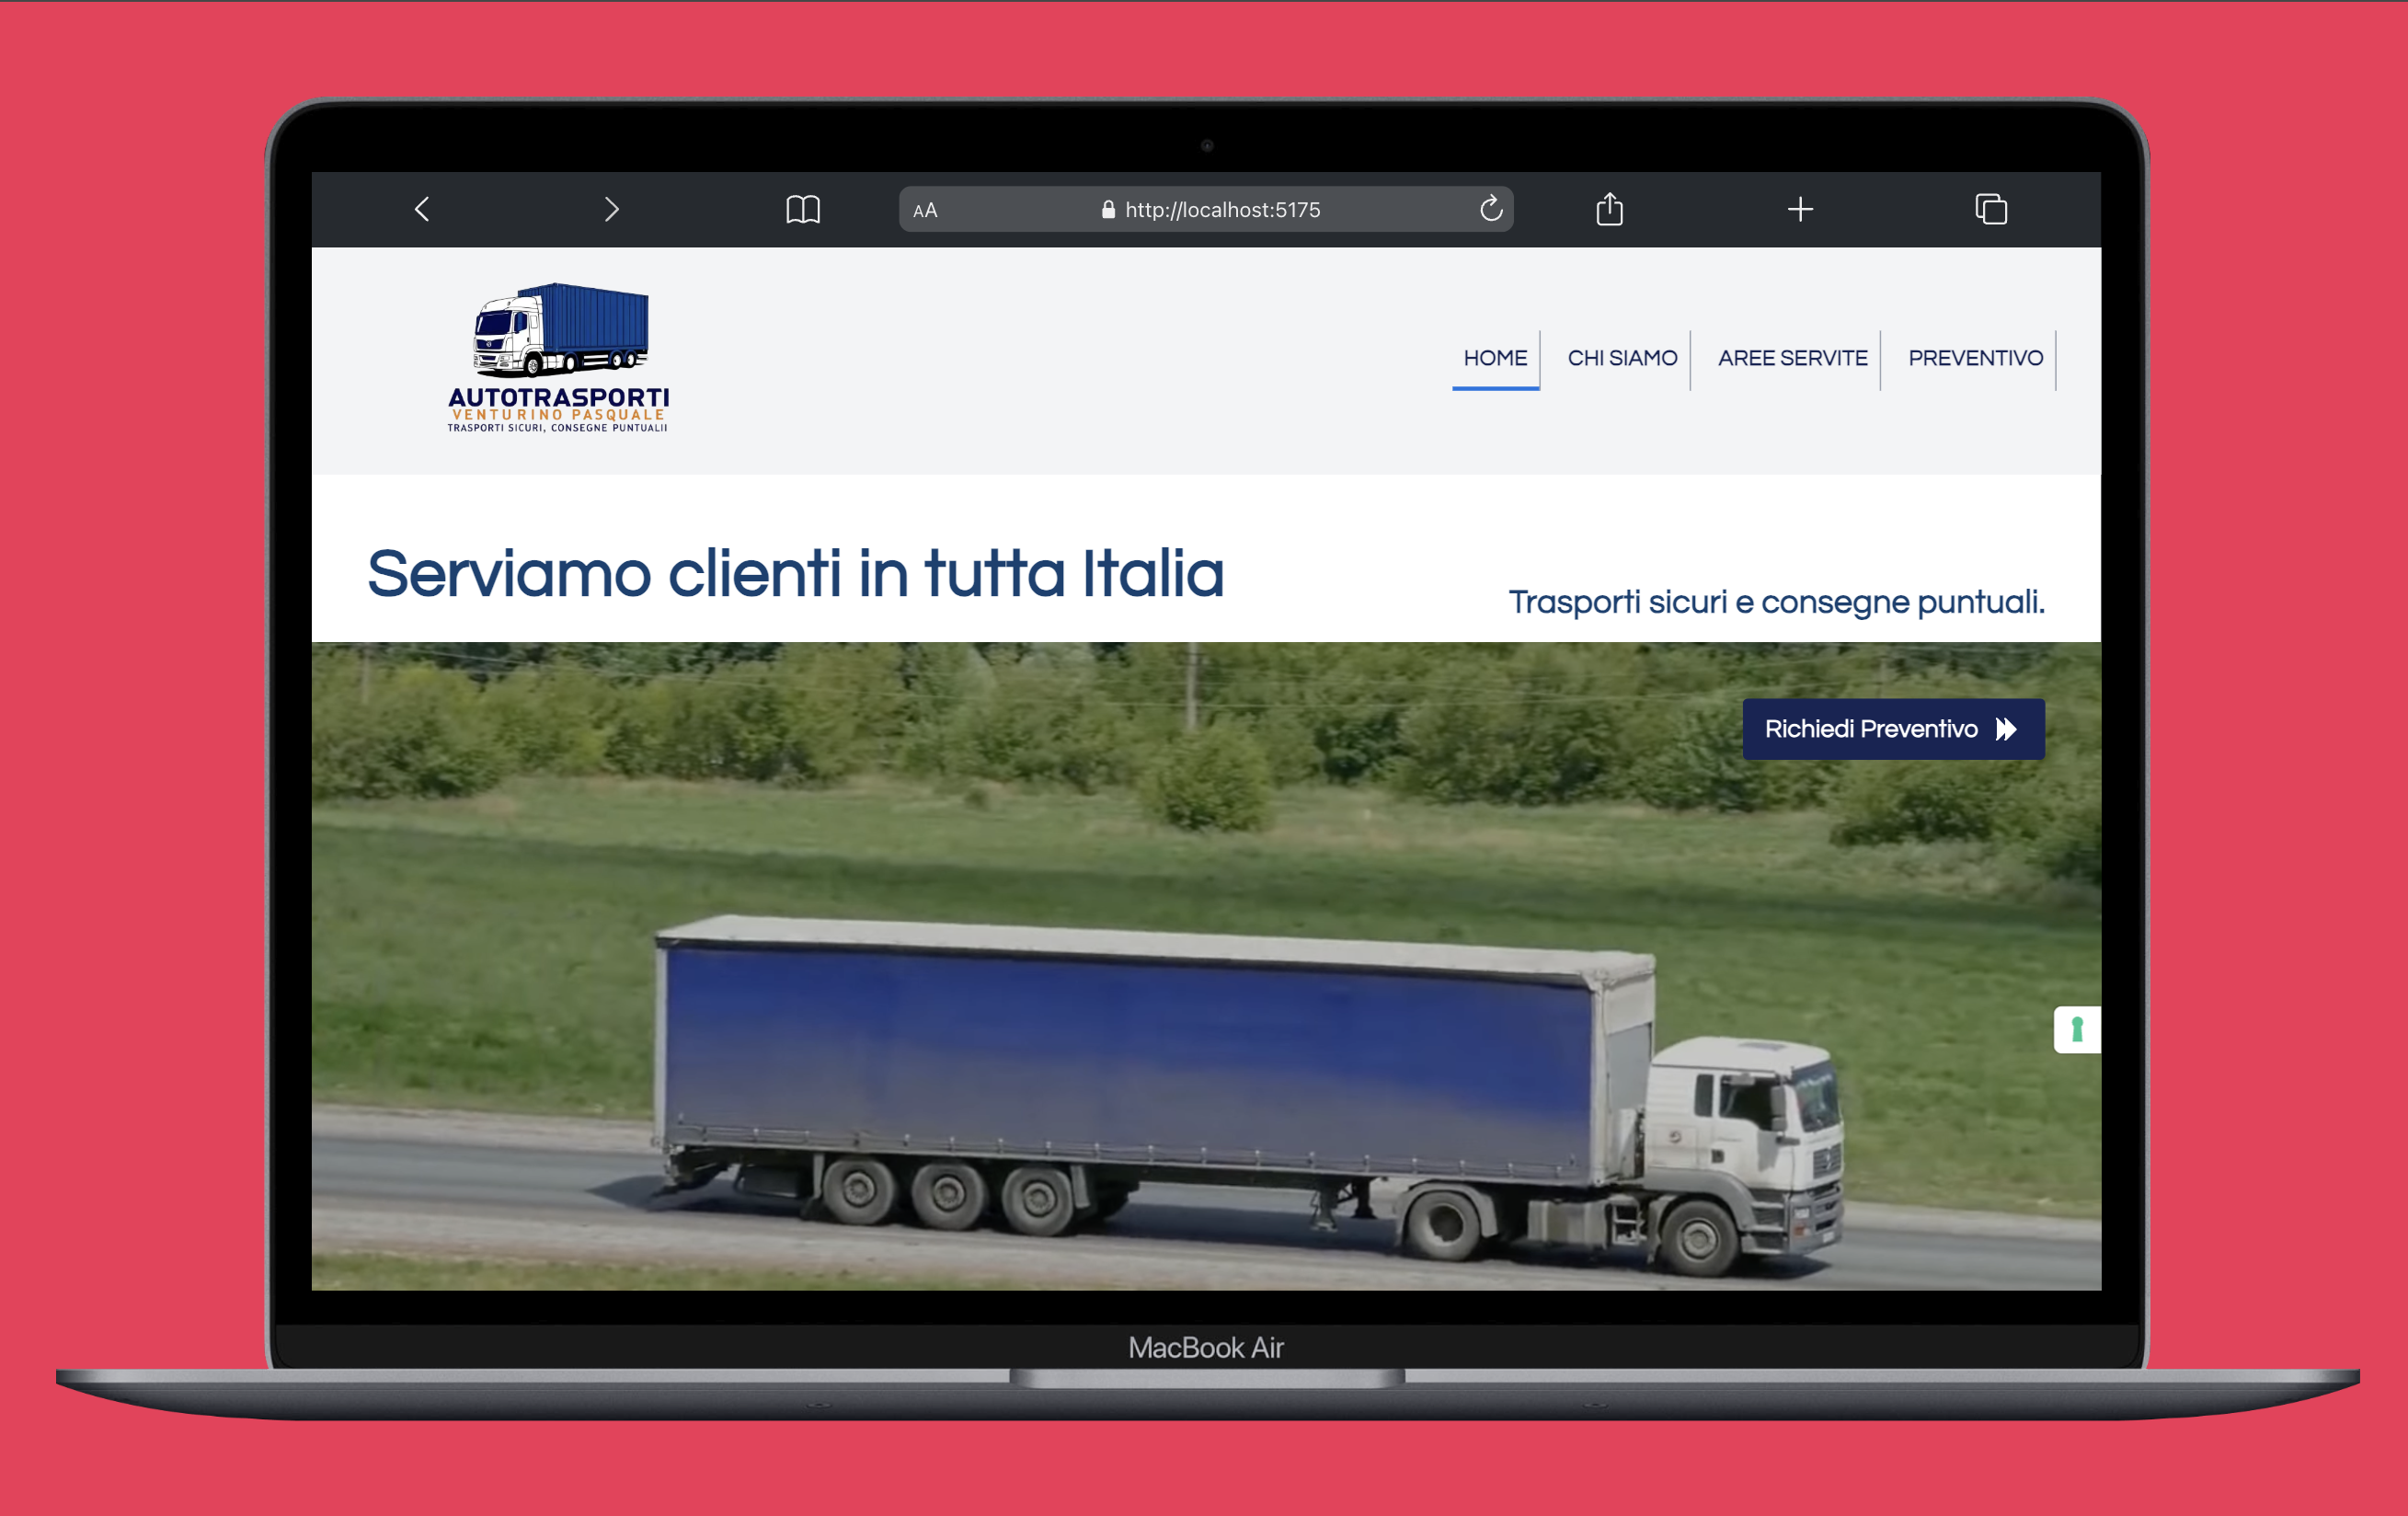 AA http://localhost:5175
AUTOTRASPORTI
VENTURINO PASQUALE
TRASPORTI SICURI, CONSEGNE PUNTUALII
HOME CHI SIAMO AREE SERVITE PREVENTIVO
Serviamo clienti in tutta Italia
Trasporti sicuri e consegne puntuali.
Richiedi Preventivo
MacBook Air